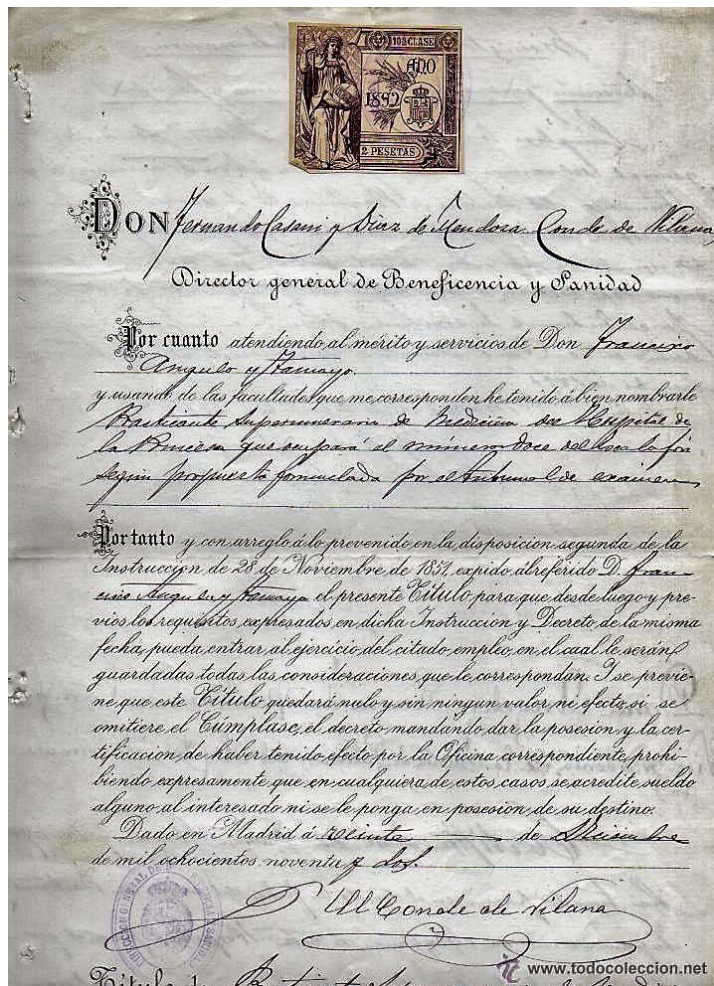 10ª CLASE
AÑO
1892
2 PESETAS
DON Fernando Casani y Diaz de Mendoza Conde de Vilana,
Director general de Beneficencia y Sanidad
Por cuanto atendiendo al mérito y servicios de Don Francisco
Angulo y Tamayo
y usando de las facultades que me corresponden he tenido á bien nombrarle
Practicante Supernumerario de Medicina del Hospital de
la Princesa que ocupará el número doce del
segun propuesta formulada por el tribunal de examen
Por tanto y con arreglo á lo prevenido en la disposicion segunda de la
Instruccion de 28 de Noviembre de 1851, expido al referido D. Fran-
cisco Angulo y Tamayo el presente Título para que desde luego y pre-
vios los requisitos expresados en dicha Instruccion y Decreto de la misma
fecha, pueda entrar al ejercicio del citado empleo, en el cual le serán
guardadas todas las consideraciones que le correspondan. Y se previe-
ne que este Título quedará nulo y sin ningun valor ni efecto, si se
omitiere el Cúmplase, el decreto mandando dar la posesion y la cer-
tificacion de haber tenido efecto por la Oficina correspondiente, prohi-
biendo expresamente que en cualquiera de estos casos se acredite sueldo
alguno al interesado ni se le ponga en posesion de su destino.
Dado en Madrid á veinte de Diciembre
de mil ochocientos noventa y dos.
El Conde de Vilana
DIRECCION GENERAL DE
Título de
www.todocoleccion.net